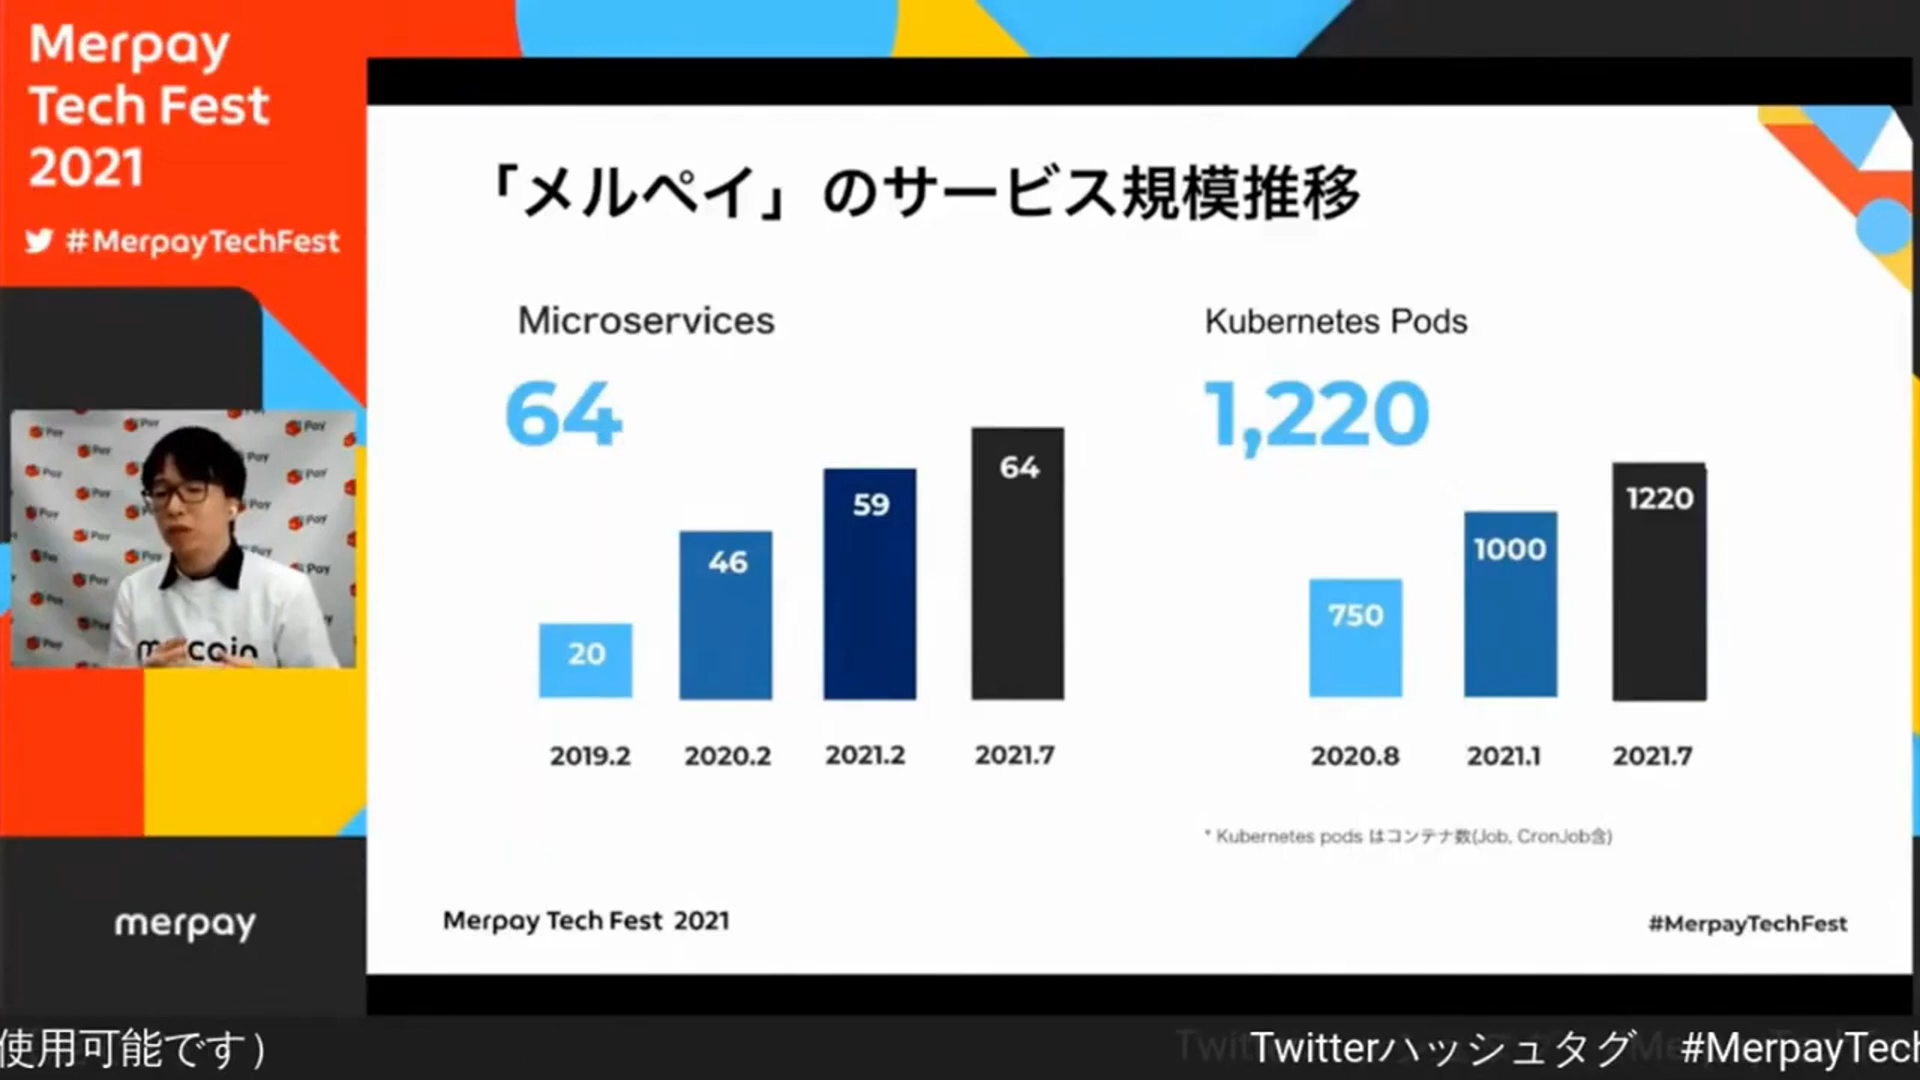 Merpay
Tech Fest
2021
#MerpayTechFest
「メルペイ」のサービス規模推移
Microservices
64
20
46
59
64
2019.2
2020.2
2021.2
2021.7
Kubernetes Pods
1,220
750
1000
1220
2020.8
2021.1
2021.7
* Kubernetes pods はコンテナ数(Job, CronJob含)
Merpay Tech Fest 2021
#MerpayTechFest
Pay
merpay
使用可能です）
Twitterハッシュタグ #MerpayTech